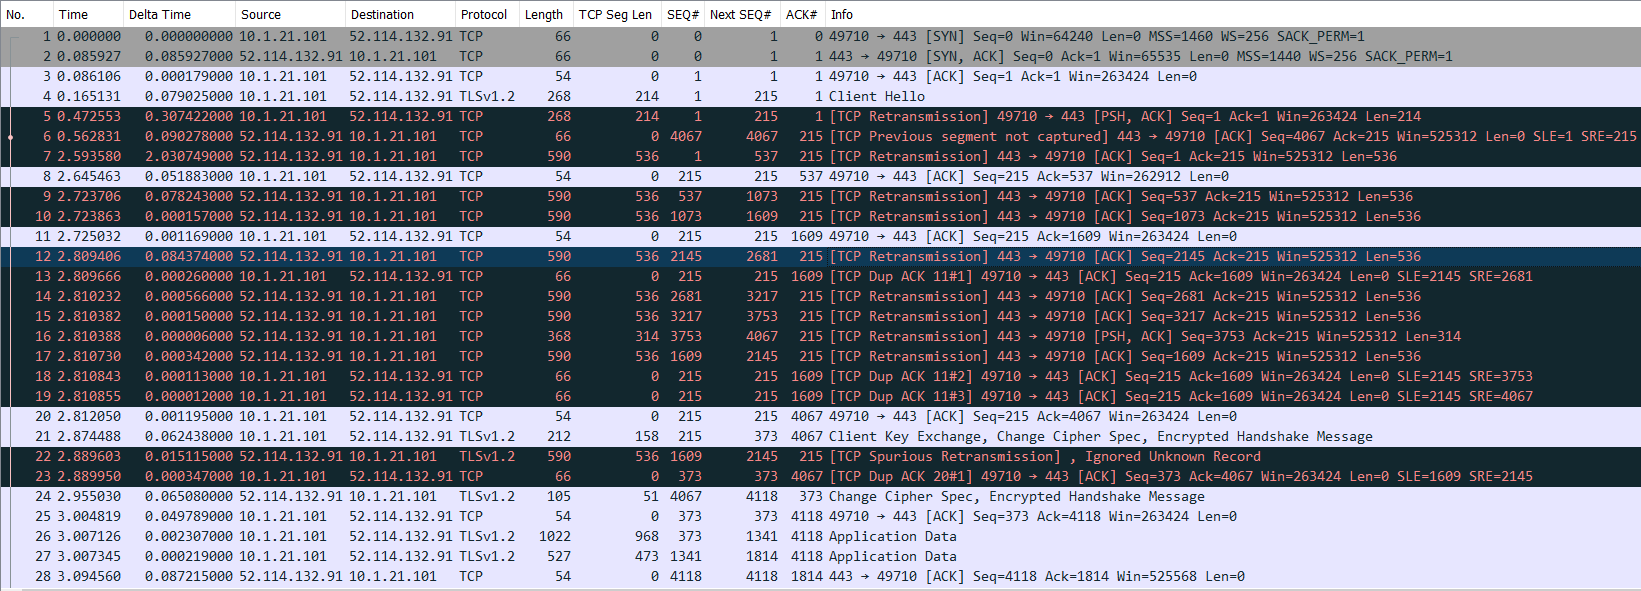 No. Time Delta Time Source Destination Protocol Length TCP Seg Len SEQ# Next SEQ# ACK# Info
1 0.000000 0.000000000 10.1.21.101 52.114.132.91 TCP 66 0 0 1 0 49710 → 443 [SYN] Seq=0 Win=64240 Len=0 MSS=1460 WS=256 SACK_PERM=1
2 0.085927 0.085927000 52.114.132.91 10.1.21.101 TCP 66 0 0 1 1 443 → 49710 [SYN, ACK] Seq=0 Ack=1 Win=65535 Len=0 MSS=1440 WS=256 SACK_PERM=1
3 0.086106 0.000179000 10.1.21.101 52.114.132.91 TCP 54 0 1 1 1 49710 → 443 [ACK] Seq=1 Ack=1 Win=263424 Len=0
4 0.165131 0.079025000 10.1.21.101 52.114.132.91 TLSv1.2 268 214 1 215 1 Client Hello
5 0.472553 0.307422000 10.1.21.101 52.114.132.91 TCP 268 214 1 215 1 [TCP Retransmission] 49710 → 443 [PSH, ACK] Seq=1 Ack=1 Win=263424 Len=214
6 0.562831 0.090278000 52.114.132.91 10.1.21.101 TCP 66 0 4067 4067 215 [TCP Previous segment not captured] 443 → 49710 [ACK] Seq=4067 Ack=215 Win=525312 Len=0 SLE=1 SRE=215
7 2.593580 2.030749000 52.114.132.91 10.1.21.101 TCP 590 536 1 537 215 [TCP Retransmission] 443 → 49710 [ACK] Seq=1 Ack=215 Win=525312 Len=536
8 2.645463 0.051883000 10.1.21.101 52.114.132.91 TCP 54 0 215 215 537 49710 → 443 [ACK] Seq=215 Ack=537 Win=262912 Len=0
9 2.723706 0.078243000 52.114.132.91 10.1.21.101 TCP 590 536 537 1073 215 [TCP Retransmission] 443 → 49710 [ACK] Seq=537 Ack=215 Win=525312 Len=536
10 2.723863 0.000157000 52.114.132.91 10.1.21.101 TCP 590 536 1073 1609 215 [TCP Retransmission] 443 → 49710 [ACK] Seq=1073 Ack=215 Win=525312 Len=536
11 2.725032 0.001169000 10.1.21.101 52.114.132.91 TCP 54 0 215 215 1609 49710 → 443 [ACK] Seq=215 Ack=1609 Win=263424 Len=0
12 2.809406 0.084374000 52.114.132.91 10.1.21.101 TCP 590 536 2145 2681 215 [TCP Retransmission] 443 → 49710 [ACK] Seq=2145 Ack=215 Win=525312 Len=536
13 2.809666 0.000260000 10.1.21.101 52.114.132.91 TCP 66 0 215 215 1609 [TCP Dup ACK 11#1] 49710 → 443 [ACK] Seq=215 Ack=1609 Win=263424 Len=0 SLE=2145 SRE=2681
14 2.810232 0.000566000 52.114.132.91 10.1.21.101 TCP 590 536 2681 3217 215 [TCP Retransmission] 443 → 49710 [ACK] Seq=2681 Ack=215 Win=525312 Len=536
15 2.810382 0.000150000 52.114.132.91 10.1.21.101 TCP 590 536 3217 3753 215 [TCP Retransmission] 443 → 49710 [ACK] Seq=3217 Ack=215 Win=525312 Len=536
16 2.810388 0.000006000 52.114.132.91 10.1.21.101 TCP 368 314 3753 4067 215 [TCP Retransmission] 443 → 49710 [PSH, ACK] Seq=3753 Ack=215 Win=525312 Len=314
17 2.810730 0.000342000 52.114.132.91 10.1.21.101 TCP 590 536 1609 2145 215 [TCP Retransmission] 443 → 49710 [ACK] Seq=1609 Ack=215 Win=525312 Len=536
18 2.810843 0.000113000 10.1.21.101 52.114.132.91 TCP 66 0 215 215 1609 [TCP Dup ACK 11#2] 49710 → 443 [ACK] Seq=215 Ack=1609 Win=263424 Len=0 SLE=2145 SRE=3753
19 2.810855 0.000012000 10.1.21.101 52.114.132.91 TCP 66 0 215 215 1609 [TCP Dup ACK 11#3] 49710 → 443 [ACK] Seq=215 Ack=1609 Win=263424 Len=0 SLE=2145 SRE=4067
20 2.812050 0.001195000 10.1.21.101 52.114.132.91 TCP 54 0 215 215 4067 49710 → 443 [ACK] Seq=215 Ack=4067 Win=263424 Len=0
21 2.874488 0.062438000 10.1.21.101 52.114.132.91 TLSv1.2 212 158 215 373 4067 Client Key Exchange, Change Cipher Spec, Encrypted Handshake Message
22 2.889603 0.015115000 52.114.132.91 10.1.21.101 TLSv1.2 590 536 1609 2145 215 [TCP Spurious Retransmission] , Ignored Unknown Record
23 2.889950 0.000347000 10.1.21.101 52.114.132.91 TCP 66 0 373 373 4067 [TCP Dup ACK 20#1] 49710 → 443 [ACK] Seq=373 Ack=4067 Win=263424 Len=0 SLE=1609 SRE=2145
24 2.955030 0.065080000 52.114.132.91 10.1.21.101 TLSv1.2 105 51 4067 4118 373 Change Cipher Spec, Encrypted Handshake Message
25 3.004819 0.049789000 10.1.21.101 52.114.132.91 TCP 54 0 373 373 4118 49710 → 443 [ACK] Seq=373 Ack=4118 Win=263424 Len=0
26 3.007126 0.002307000 10.1.21.101 52.114.132.91 TLSv1.2 1022 968 373 1341 4118 Application Data
27 3.007345 0.000219000 10.1.21.101 52.114.132.91 TLSv1.2 527 473 1341 1814 4118 Application Data
28 3.094560 0.087215000 52.114.132.91 10.1.21.101 TCP 54 0 4118 4118 1814 443 → 49710 [ACK] Seq=4118 Ack=1814 Win=525568 Len=0